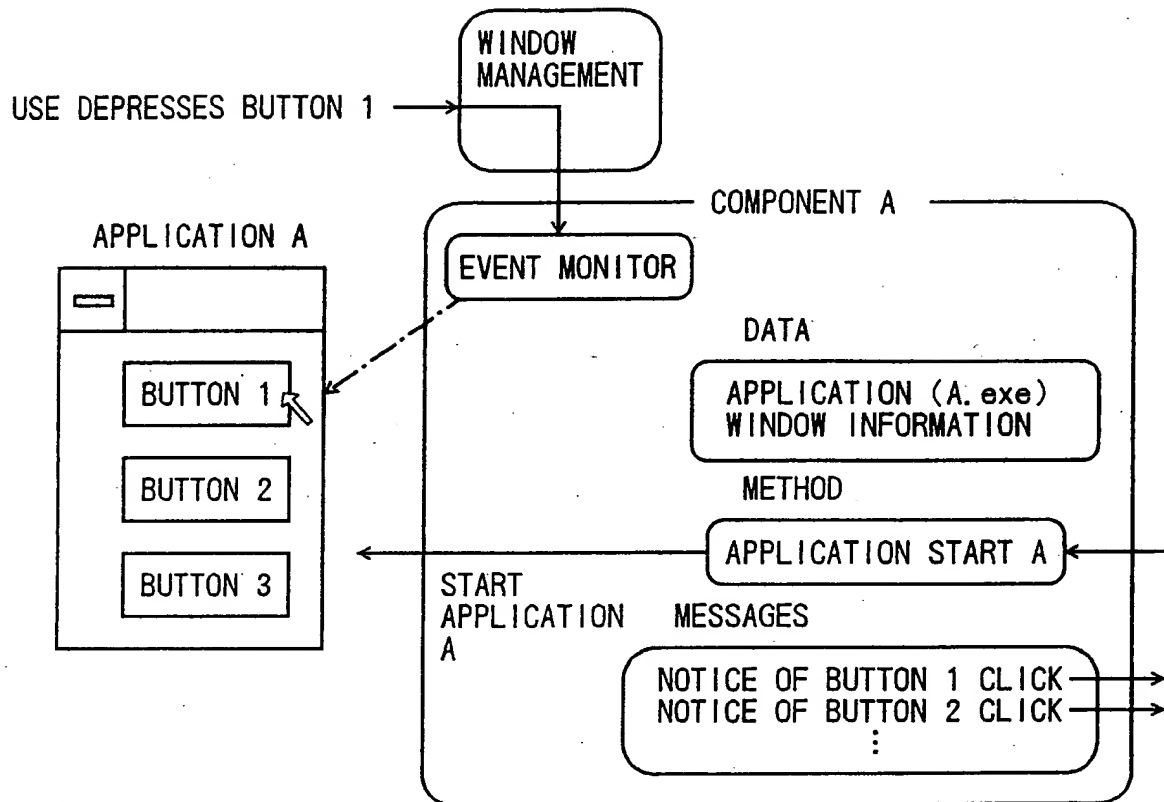 WINDOW
MANAGEMENT
USE DEPRESSES BUTTON 1
COMPONENT A
APPLICATION A
EVENT MONITOR
DATA
BUTTON 1
APPLICATION (A.exe)
WINDOW INFORMATION
BUTTON 2
METHOD
APPLICATION START A
BUTTON 3
START
APPLICATION
A
MESSAGES
NOTICE OF BUTTON 1 CLICK
NOTICE OF BUTTON 2 CLICK
⋮